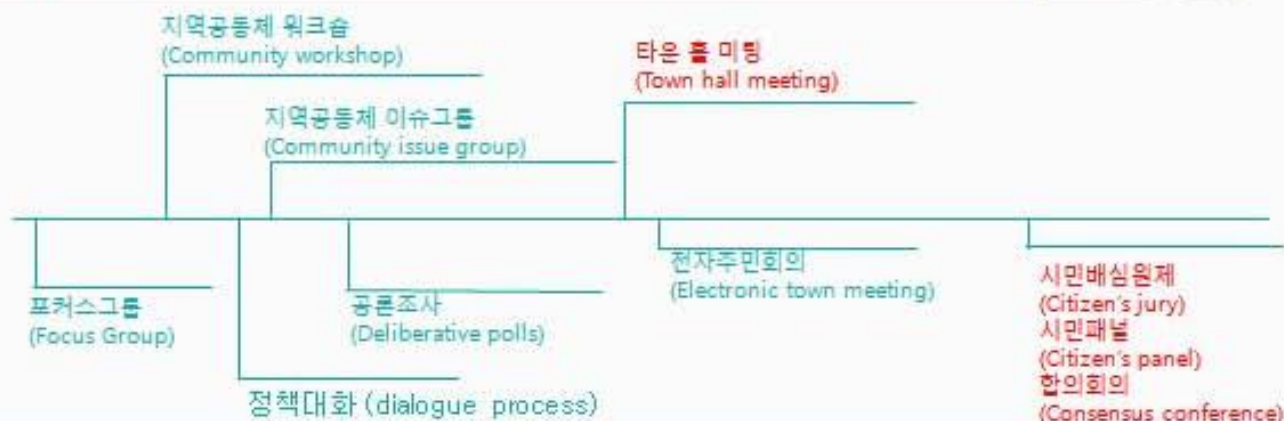 지역공동체 워크숍
(Community workshop)
타운 홀 미팅
(Town hall meeting)
지역공동체 이슈그룹
(Community issue group)
포커스그룹
(Focus Group)
공론조사
(Deliberative polls)
전자주민회의
(Electronic town meeting)
시민배심원제
(Citizen's jury)
시민패널
(Citizen's panel)
합의회의
(Consensus conference)
정책대화 (dialogue process)